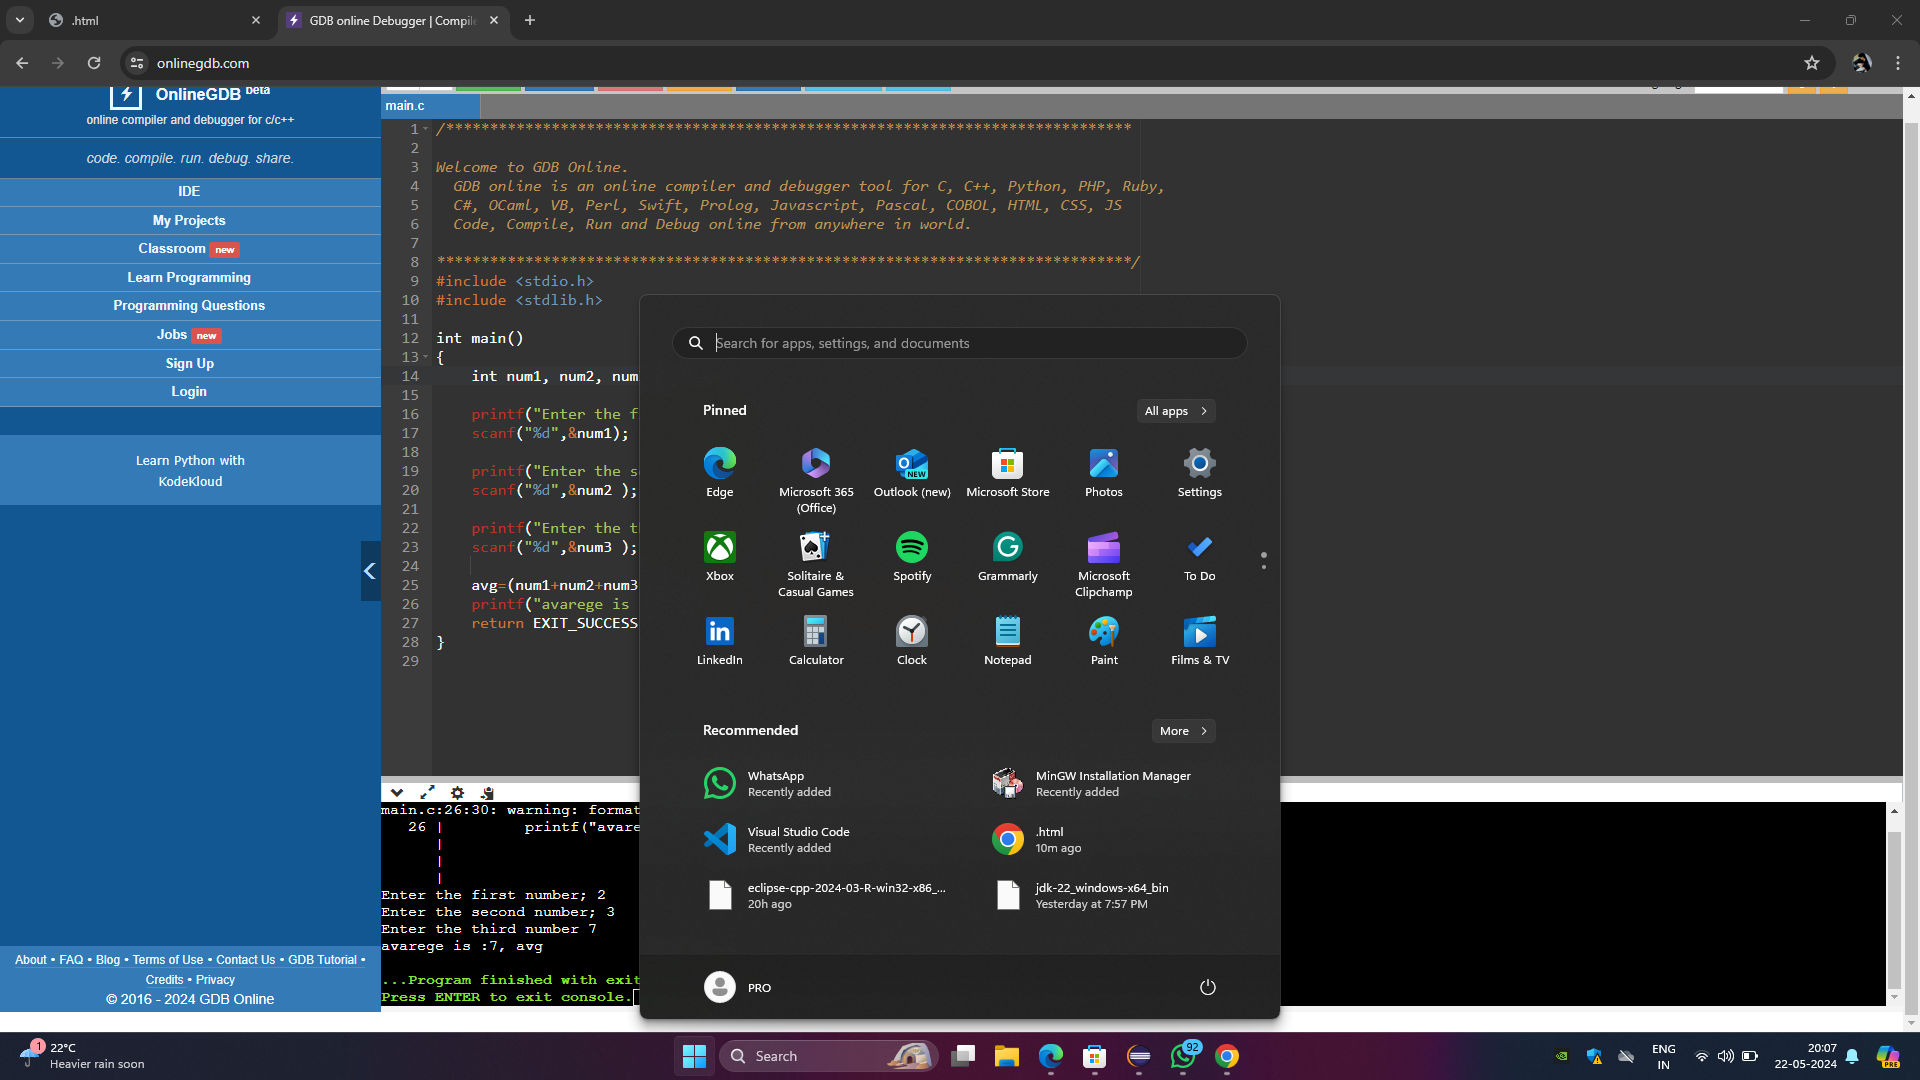 .html
GDB online Debugger | Compile
onlinegdb.com
OnlineGDB beta
online compiler and debugger for c/c++
code. compile. run. debug. share.
IDE
My Projects
Classroom new
Learn Programming
Programming Questions
Jobs new
Sign Up
Login
Learn Python with
KodeKloud
About • FAQ • Blog • Terms of Use • Contact Us • GDB Tutorial •
Credits • Privacy
© 2016 - 2024 GDB Online
main.c
1 /******************************************************************************
2
3 Welcome to GDB Online.
4 GDB online is an online compiler and debugger tool for C, C++, Python, PHP, Ruby,
5 C#, OCaml, VB, Perl, Swift, Prolog, Javascript, Pascal, COBOL, HTML, CSS, JS
6 Code, Compile, Run and Debug online from anywhere in world.
7
8 *******************************************************************************/
9 #include <stdio.h>
10 #include <stdlib.h>
11
12 int main()
13 {
14 int num1, num2, num
15
16 printf("Enter the f
17 scanf("%d",&num1);
18
19 printf("Enter the s
20 scanf("%d",&num2 );
21
22 printf("Enter the t
23 scanf("%d",&num3 );
24
25 avg=(num1+num2+num3
26 printf("avarege is
27 return EXIT_SUCCESS
28 }
29
main.c:26:30: warning: format
26 | printf("avare
|
|
|
Enter the first number; 2
Enter the second number; 3
Enter the third number 7
avarege is :7, avg
...Program finished with exit
Press ENTER to exit console.
Search for apps, settings, and documents
Pinned
All apps
Edge
Microsoft 365
(Office)
Outlook (new)
Microsoft Store
Photos
Settings
Xbox
Solitaire &
Casual Games
Spotify
Grammarly
Microsoft
Clipchamp
To Do
LinkedIn
Calculator
Clock
Notepad
Paint
Films & TV
Recommended
More
WhatsApp
Recently added
MinGW Installation Manager
Recently added
Visual Studio Code
Recently added
.html
10m ago
eclipse-cpp-2024-03-R-win32-x86_...
20h ago
jdk-22_windows-x64_bin
Yesterday at 7:57 PM
PRO
1
22°C
Heavier rain soon
Search
92
ENG
IN
20:07
22-05-2024
PRE